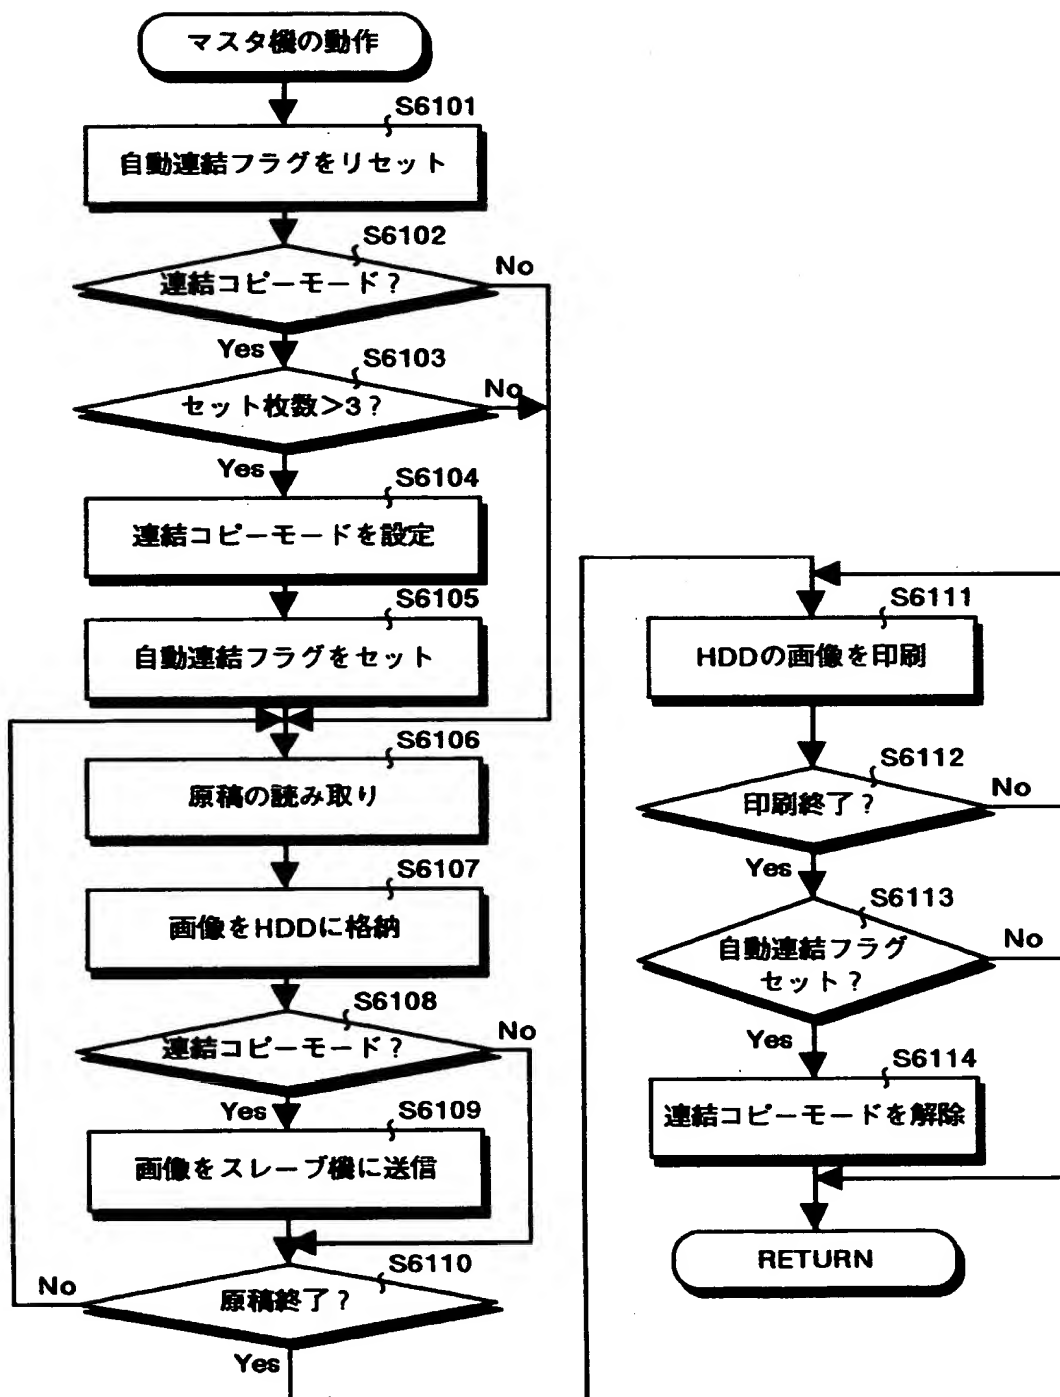 マスタ機の動作
S6101
自動連結フラグをリセット
S6102
連結コピーモード?
No
Yes
S6103
セット枚数>3?
No
Yes
S6104
連結コピーモードを設定
S6105
自動連結フラグをセット
S6106
原稿の読み取り
S6107
画像をHDDに格納
S6108
連結コピーモード?
No
Yes
S6109
画像をスレーブ機に送信
S6110
原稿終了?
No
Yes
S6111
HDDの画像を印刷
S6112
印刷終了?
No
Yes
S6113
自動連結フラグ
セット?
No
Yes
S6114
連結コピーモードを解除
RETURN